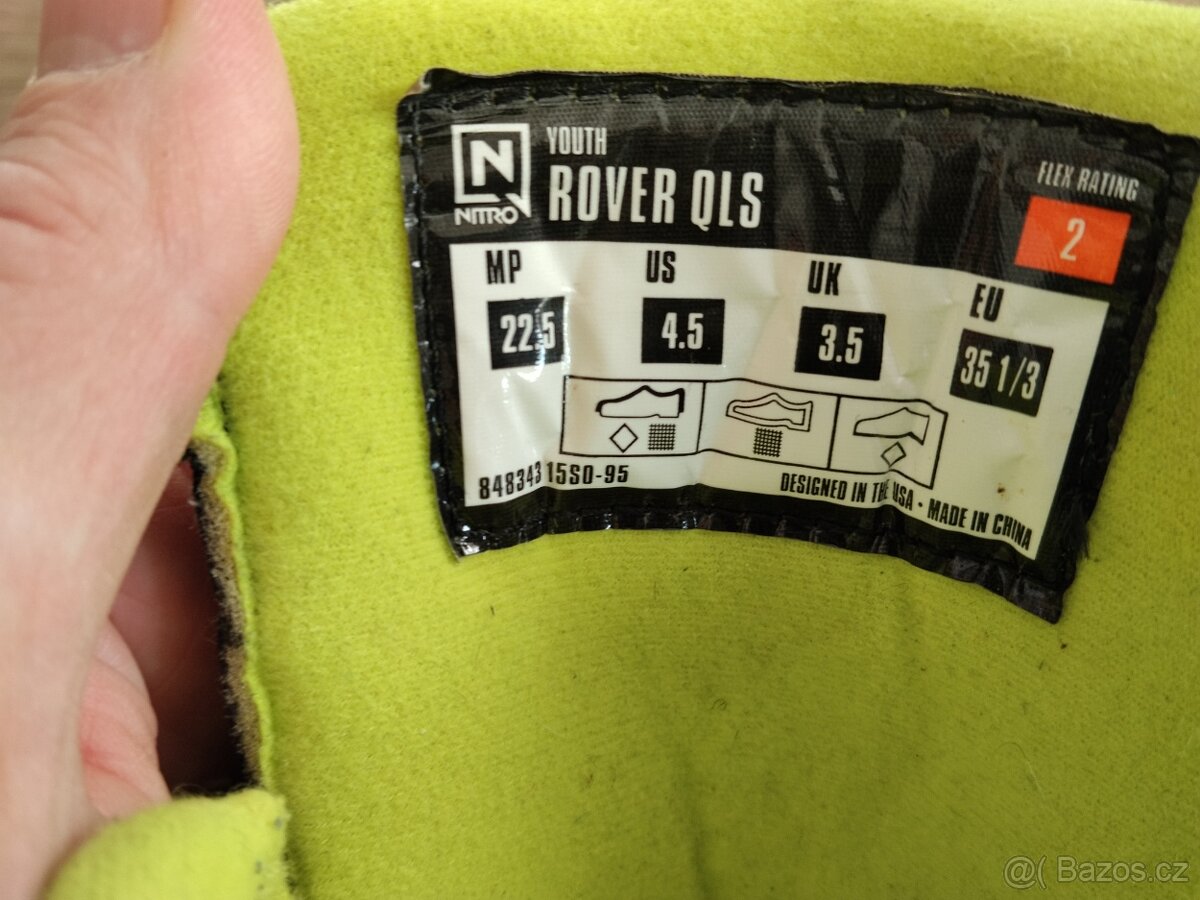 N
NITRO
YOUTH
ROVER QLS
FLEX RATING
2
MP US UK EU
22.5 4.5 3.5 35 1/3
848343 15SO-95
DESIGNED IN THE USA · MADE IN CHINA
@( Bazos.cz